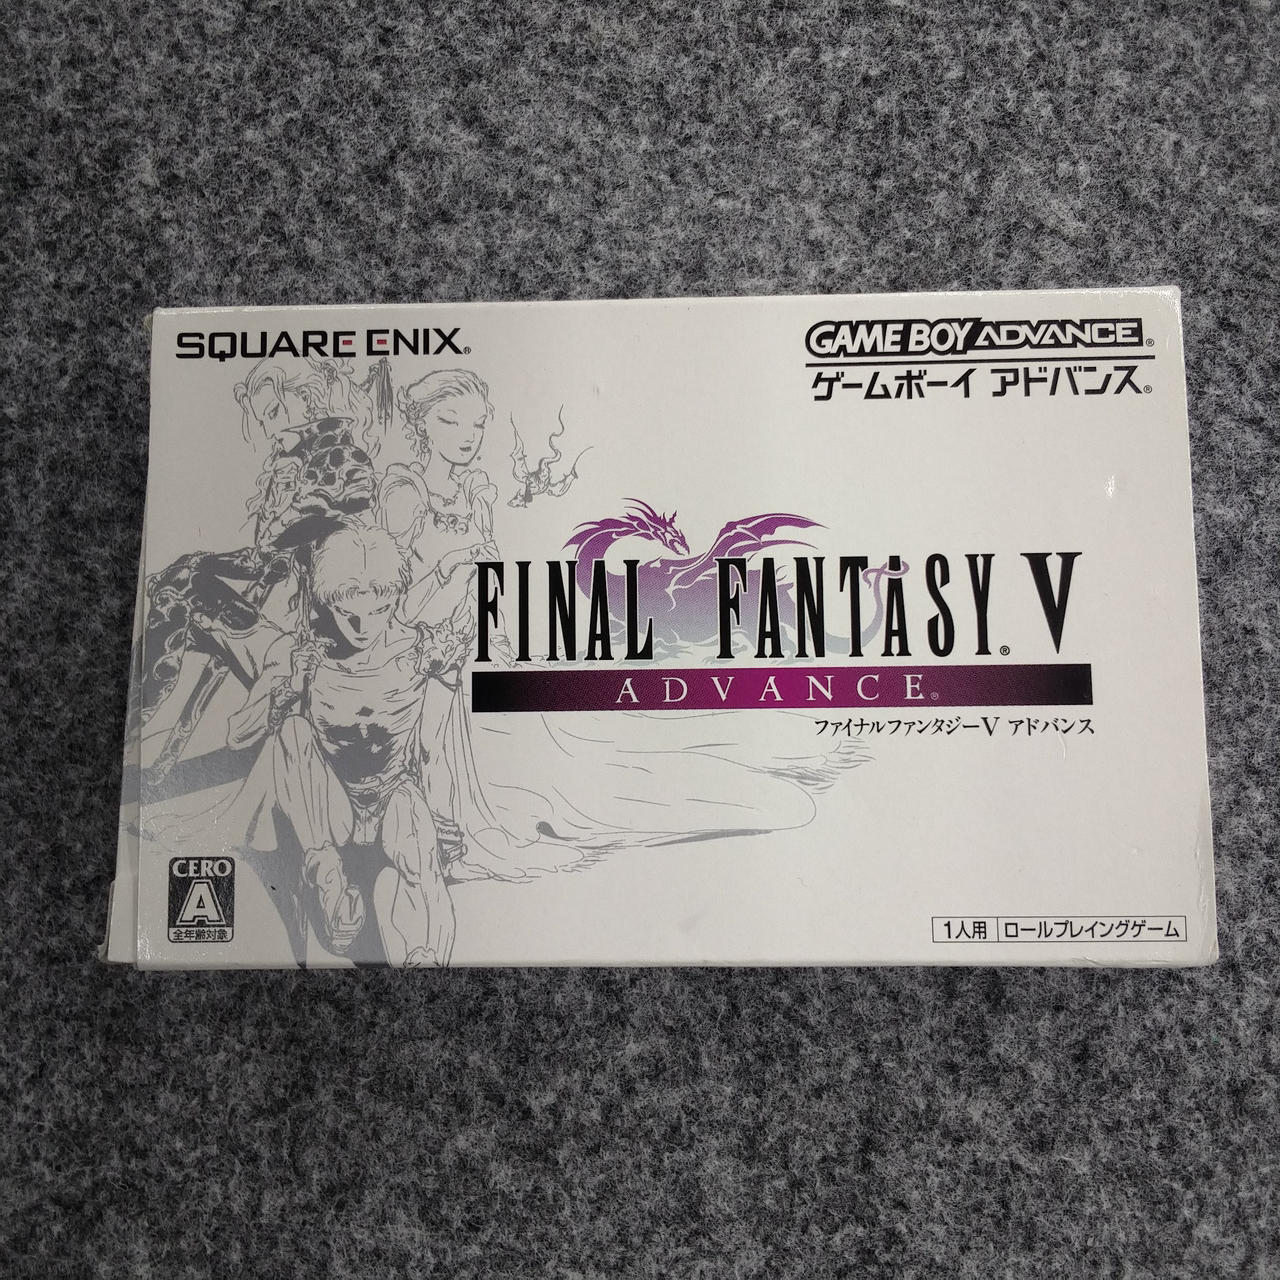 SQUARE ENIX®
GAME BOY ADVANCE®
ゲームボーイ アドバンス®
FINAL FANTASY® V
ADVANCE®
ファイナルファンタジーV アドバンス
CERO
A
全年齢対象
1人用 ロールプレイングゲーム